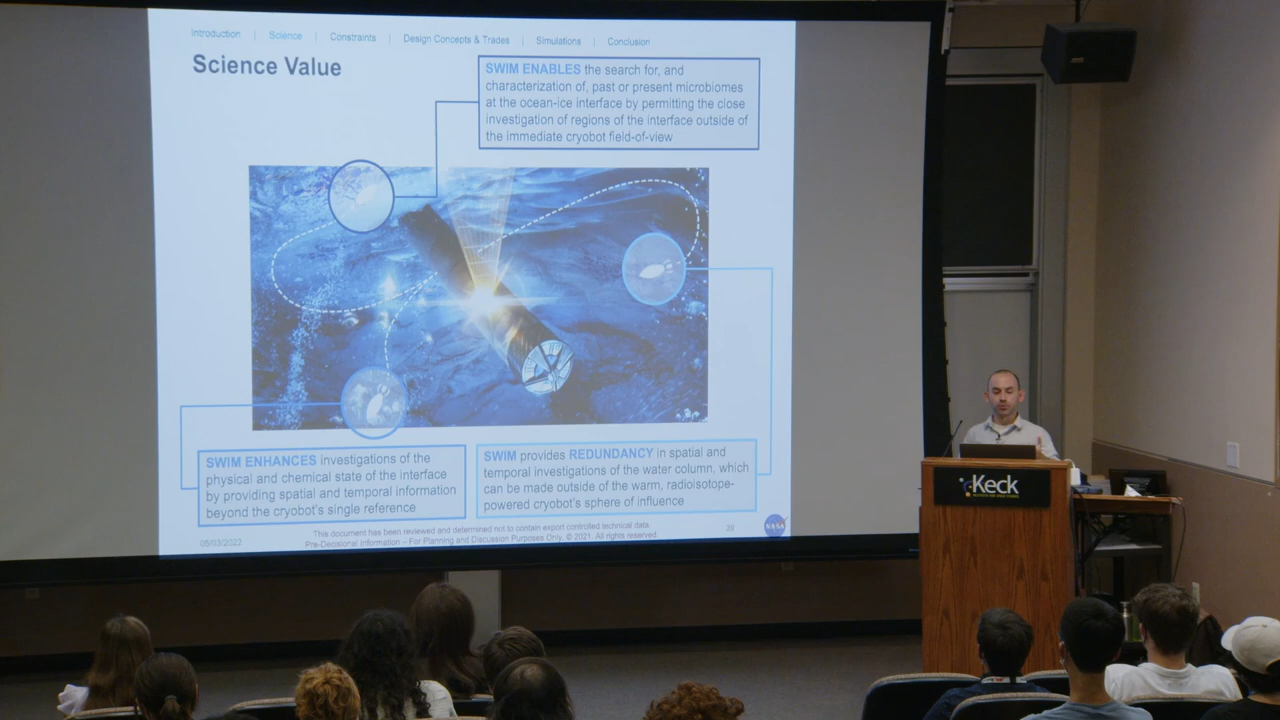 Introduction | Science | Constraints | Design Concepts & Trades | Simulations | Conclusion
Science Value
SWIM ENABLES the search for, and
characterization of, past or present microbiomes
at the ocean-ice interface by permitting the close
investigation of regions of the interface outside of
the immediate cryobot field-of-view
SWIM ENHANCES investigations of the
physical and chemical state of the interface
by providing spatial and temporal information
beyond the cryobot's single reference
SWIM provides REDUNDANCY in spatial and
temporal investigations of the water column, which
can be made outside of the warm, radioisotope-
powered cryobot's sphere of influence
05/03/2022
This document has been reviewed and determined not to contain export controlled technical data.
Pre-Decisional Information – For Planning and Discussion Purposes Only. © 2021. All rights reserved.
39
NASA
Keck